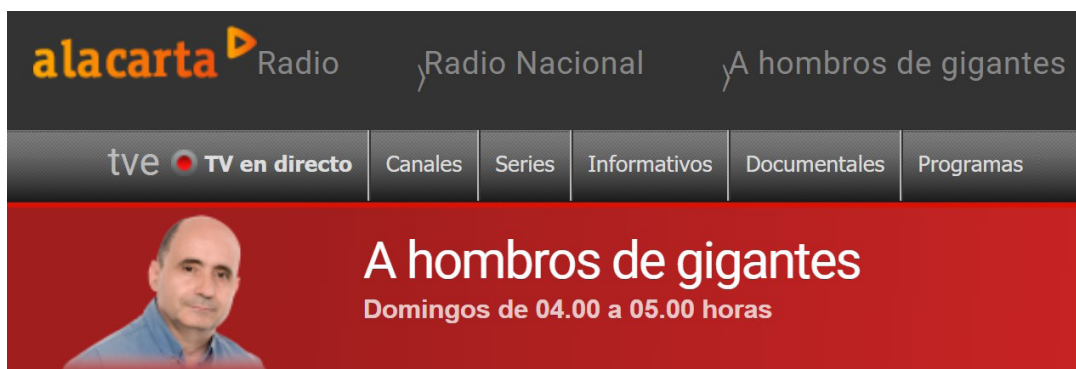 alacarta Radio Radio Nacional A hombros de gigantes
tve TV en directo Canales Series Informativos Documentales Programas
A hombros de gigantes
Domingos de 04.00 a 05.00 horas